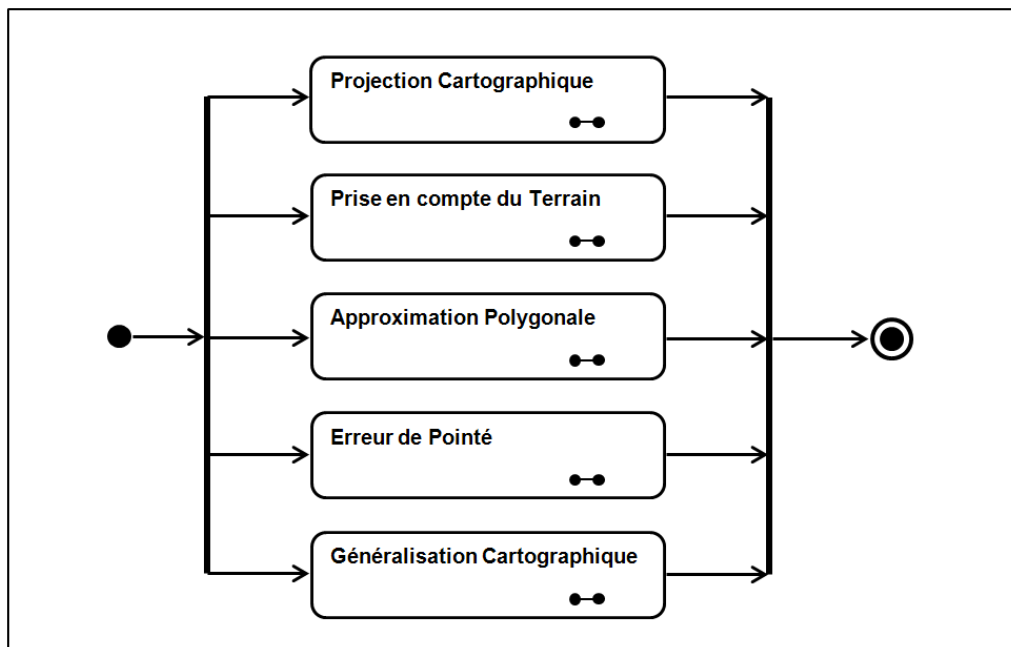 Projection Cartographique
Prise en compte du Terrain
Approximation Polygonale
Erreur de Pointé
Généralisation Cartographique